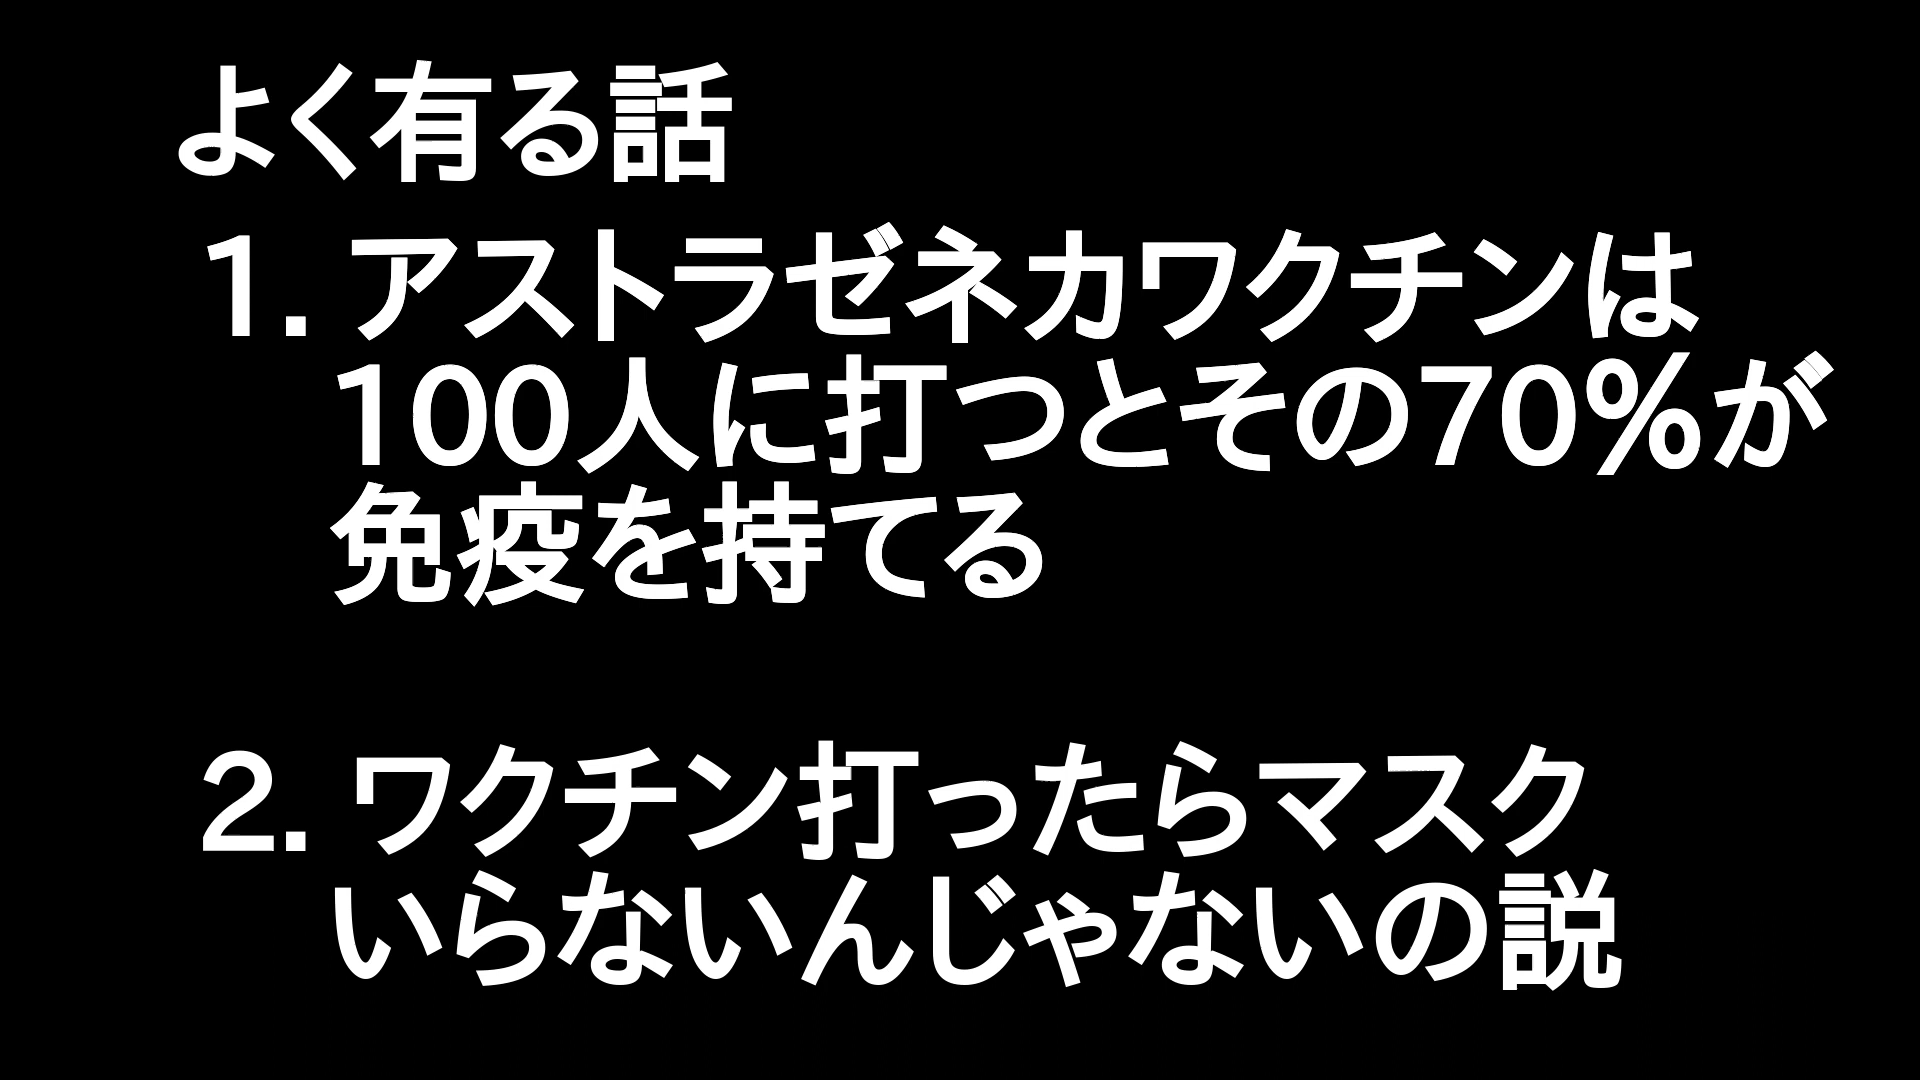 よく有る話
1. アストラゼネカワクチンは
100人に打つとその70%が
免疫を持てる
2. ワクチン打ったらマスク
いらないんじゃないの説